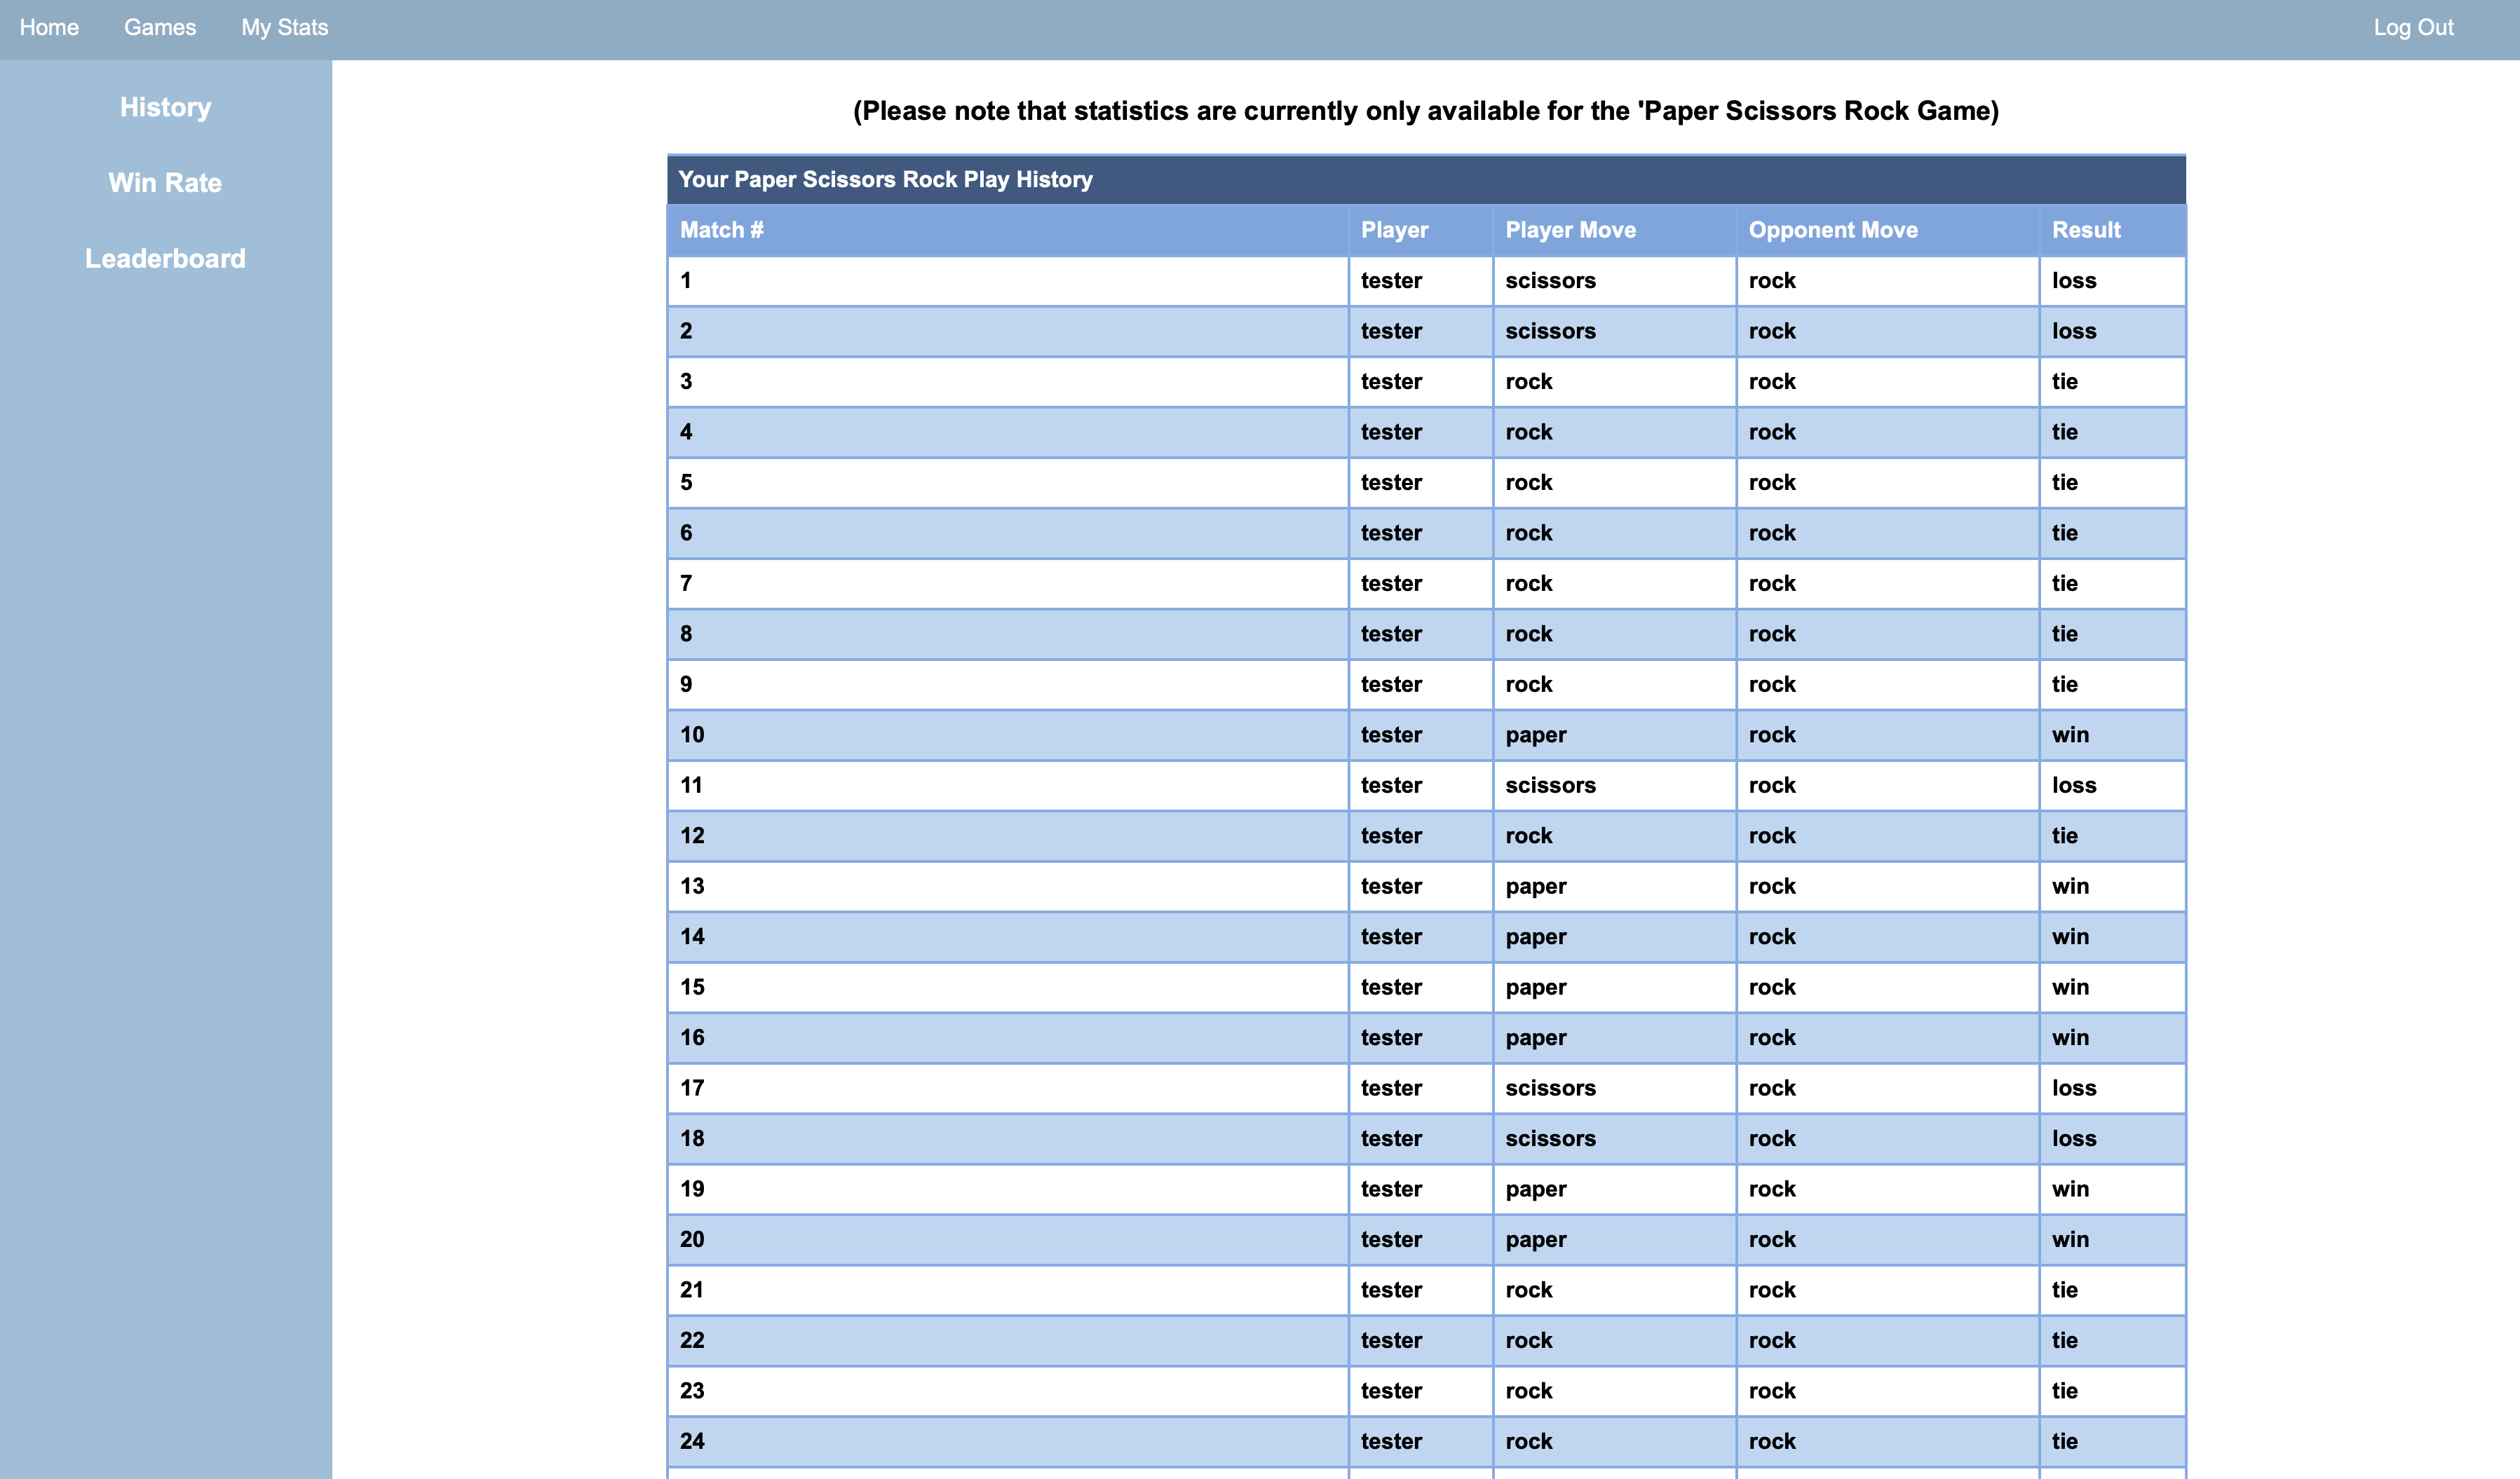 Home Games My Stats Log Out
History
Win Rate
Leaderboard
(Please note that statistics are currently only available for the 'Paper Scissors Rock Game)
Your Paper Scissors Rock Play History
Match # Player Player Move Opponent Move Result
1 tester scissors rock loss
2 tester scissors rock loss
3 tester rock rock tie
4 tester rock rock tie
5 tester rock rock tie
6 tester rock rock tie
7 tester rock rock tie
8 tester rock rock tie
9 tester rock rock tie
10 tester paper rock win
11 tester scissors rock loss
12 tester rock rock tie
13 tester paper rock win
14 tester paper rock win
15 tester paper rock win
16 tester paper rock win
17 tester scissors rock loss
18 tester scissors rock loss
19 tester paper rock win
20 tester paper rock win
21 tester rock rock tie
22 tester rock rock tie
23 tester rock rock tie
24 tester rock rock tie